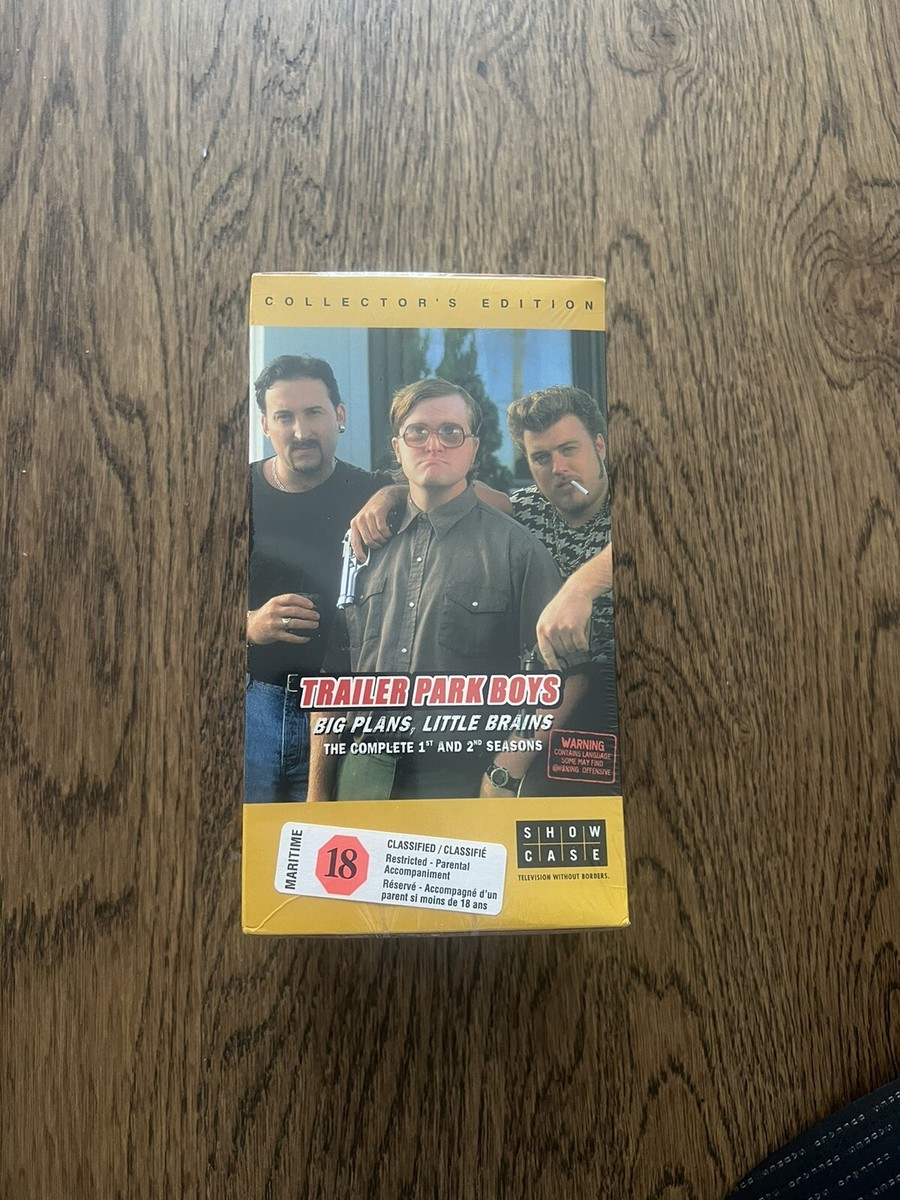 COLLECTOR'S EDITION
TRAILER PARK BOYS
BIG PLANS, LITTLE BRAINS
THE COMPLETE 1ST AND 2ND SEASONS
WARNING
CONTAINS LANGUAGE
SOME MAY FIND
OFFENSIVE
SHOW
CASE
TELEVISION WITHOUT BORDERS.
MARITIME
18
CLASSIFIED / CLASSIFIÉ
Restricted - Parental
Accompaniment
Réservé - Accompagné d'un
parent si moins de 18 ans